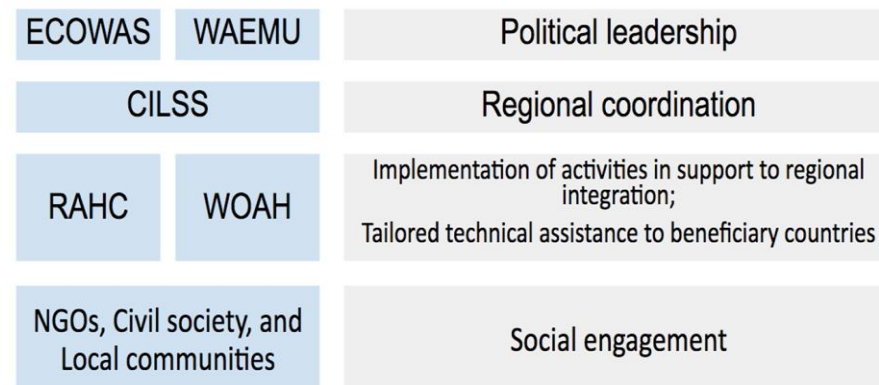 ECOWAS WAEMU Political leadership
CILSS Regional coordination
RAHC WOAH
Implementation of activities in support to regional
integration;
Tailored technical assistance to beneficiary countries
NGOs, Civil society, and
Local communities
Social engagement